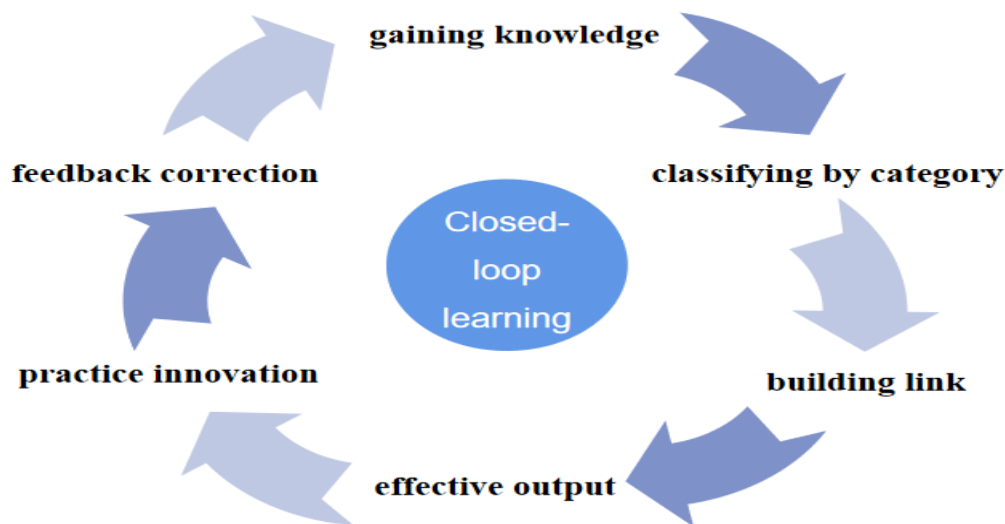 gaining knowledge
classifying by category
building link
effective output
practice innovation
feedback correction
Closed-
loop
learning